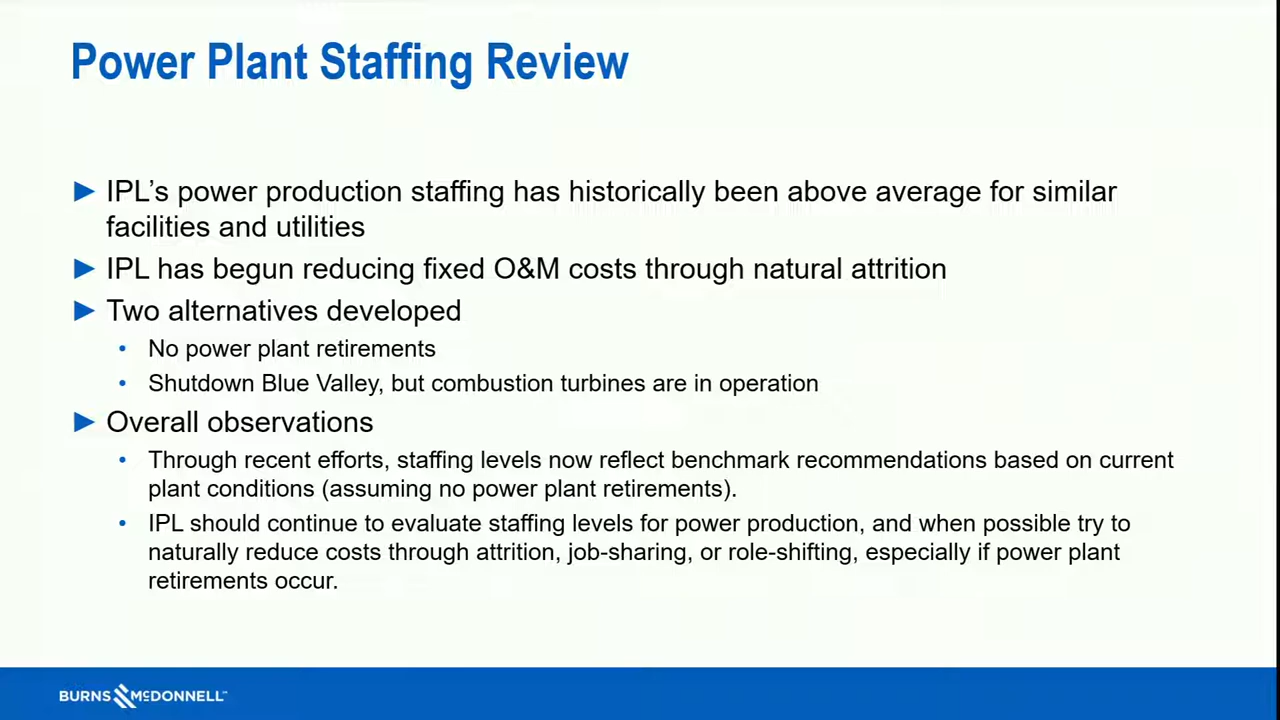 Power Plant Staffing Review
► IPL’s power production staffing has historically been above average for similar
facilities and utilities
► IPL has begun reducing fixed O&M costs through natural attrition
► Two alternatives developed
• No power plant retirements
• Shutdown Blue Valley, but combustion turbines are in operation
► Overall observations
• Through recent efforts, staffing levels now reflect benchmark recommendations based on current
plant conditions (assuming no power plant retirements).
• IPL should continue to evaluate staffing levels for power production, and when possible try to
naturally reduce costs through attrition, job-sharing, or role-shifting, especially if power plant
retirements occur.
BURNS McDONNELL